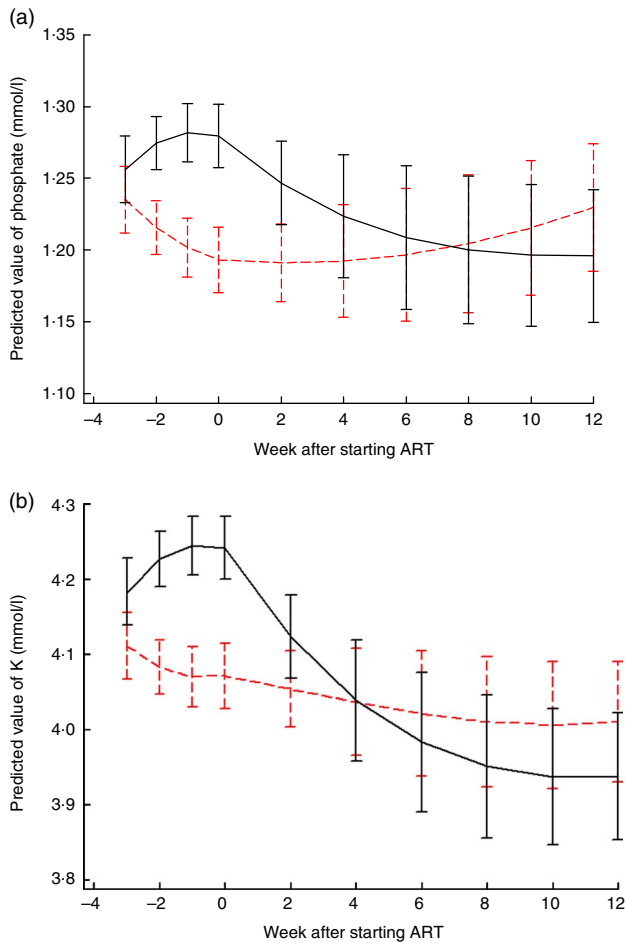 (a)
1·35
1·30
1·25
1·20
1·15
1·10
Predicted value of phosphate (mmol/l)
–4 –2 0 2 4 6 8 10 12
Week after starting ART
(b)
4·3
4·2
4·1
4·0
3·9
3·8
Predicted value of K (mmol/l)
–4 –2 0 2 4 6 8 10 12
Week after starting ART